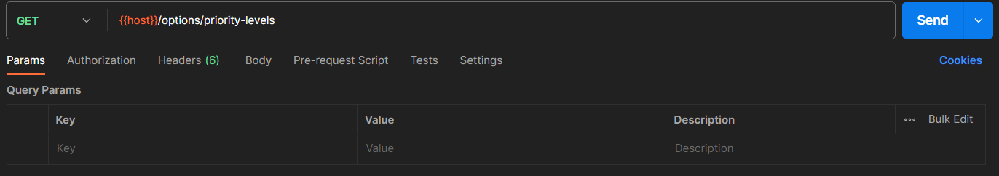 GET {{host}}/options/priority-levels Send
Params Authorization Headers (6) Body Pre-request Script Tests Settings Cookies
Query Params
Key Value Description ••• Bulk Edit
Key Value Description